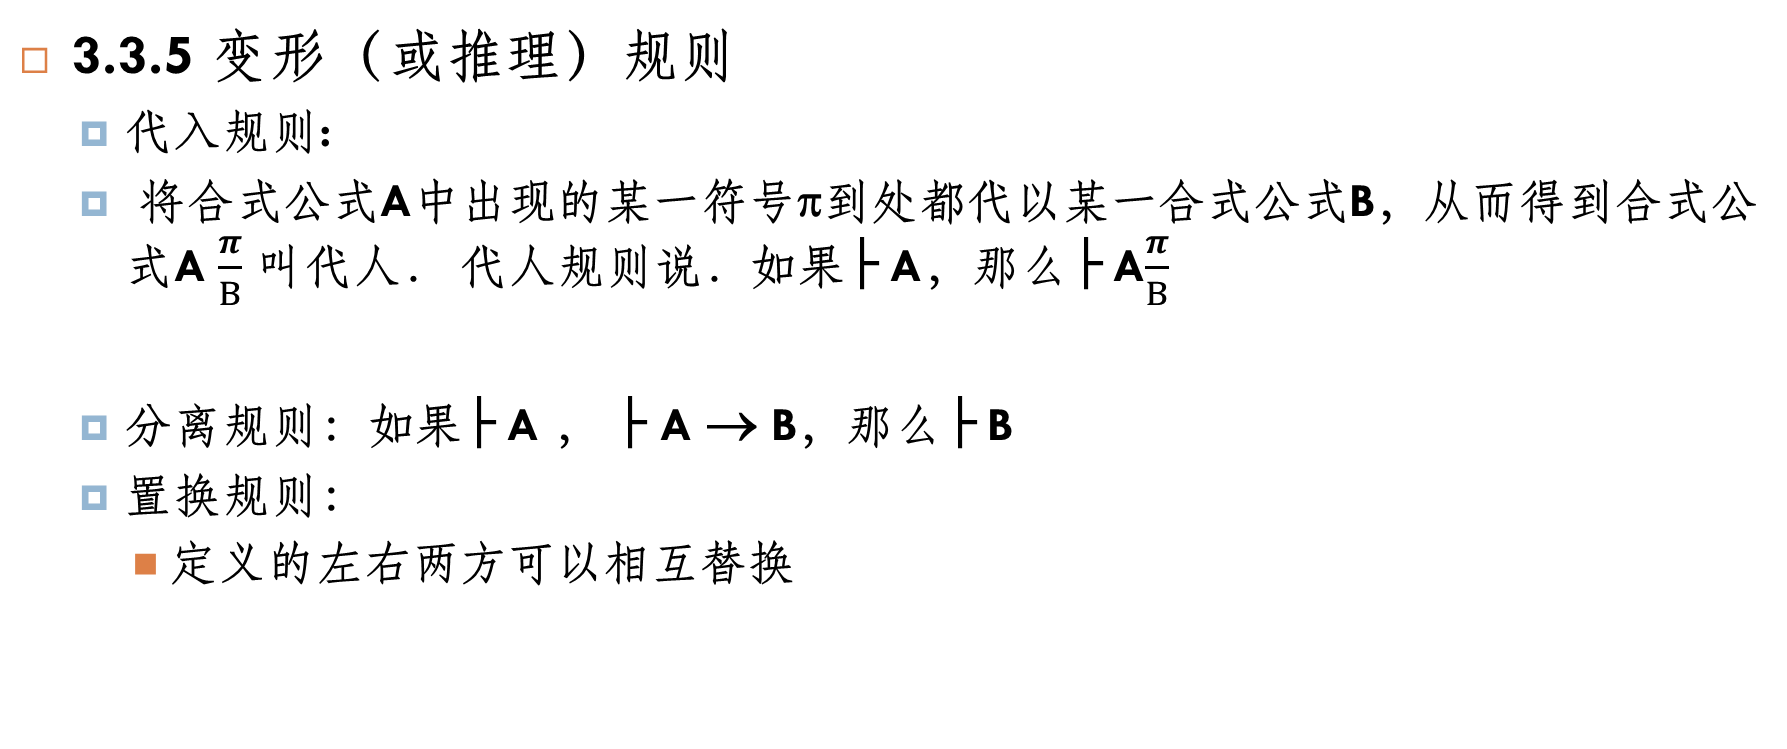 3.3.5 变形（或推理）规则
代入规则:
将合式公式A中出现的某一符号π到处都代以某一合式公式B，从而得到合式公
式A π/B 叫代人．代人规则说．如果├ A，那么├ A π/B
分离规则：如果├ A ， ├ A → B，那么├ B
置换规则：
定义的左右两方可以相互替换